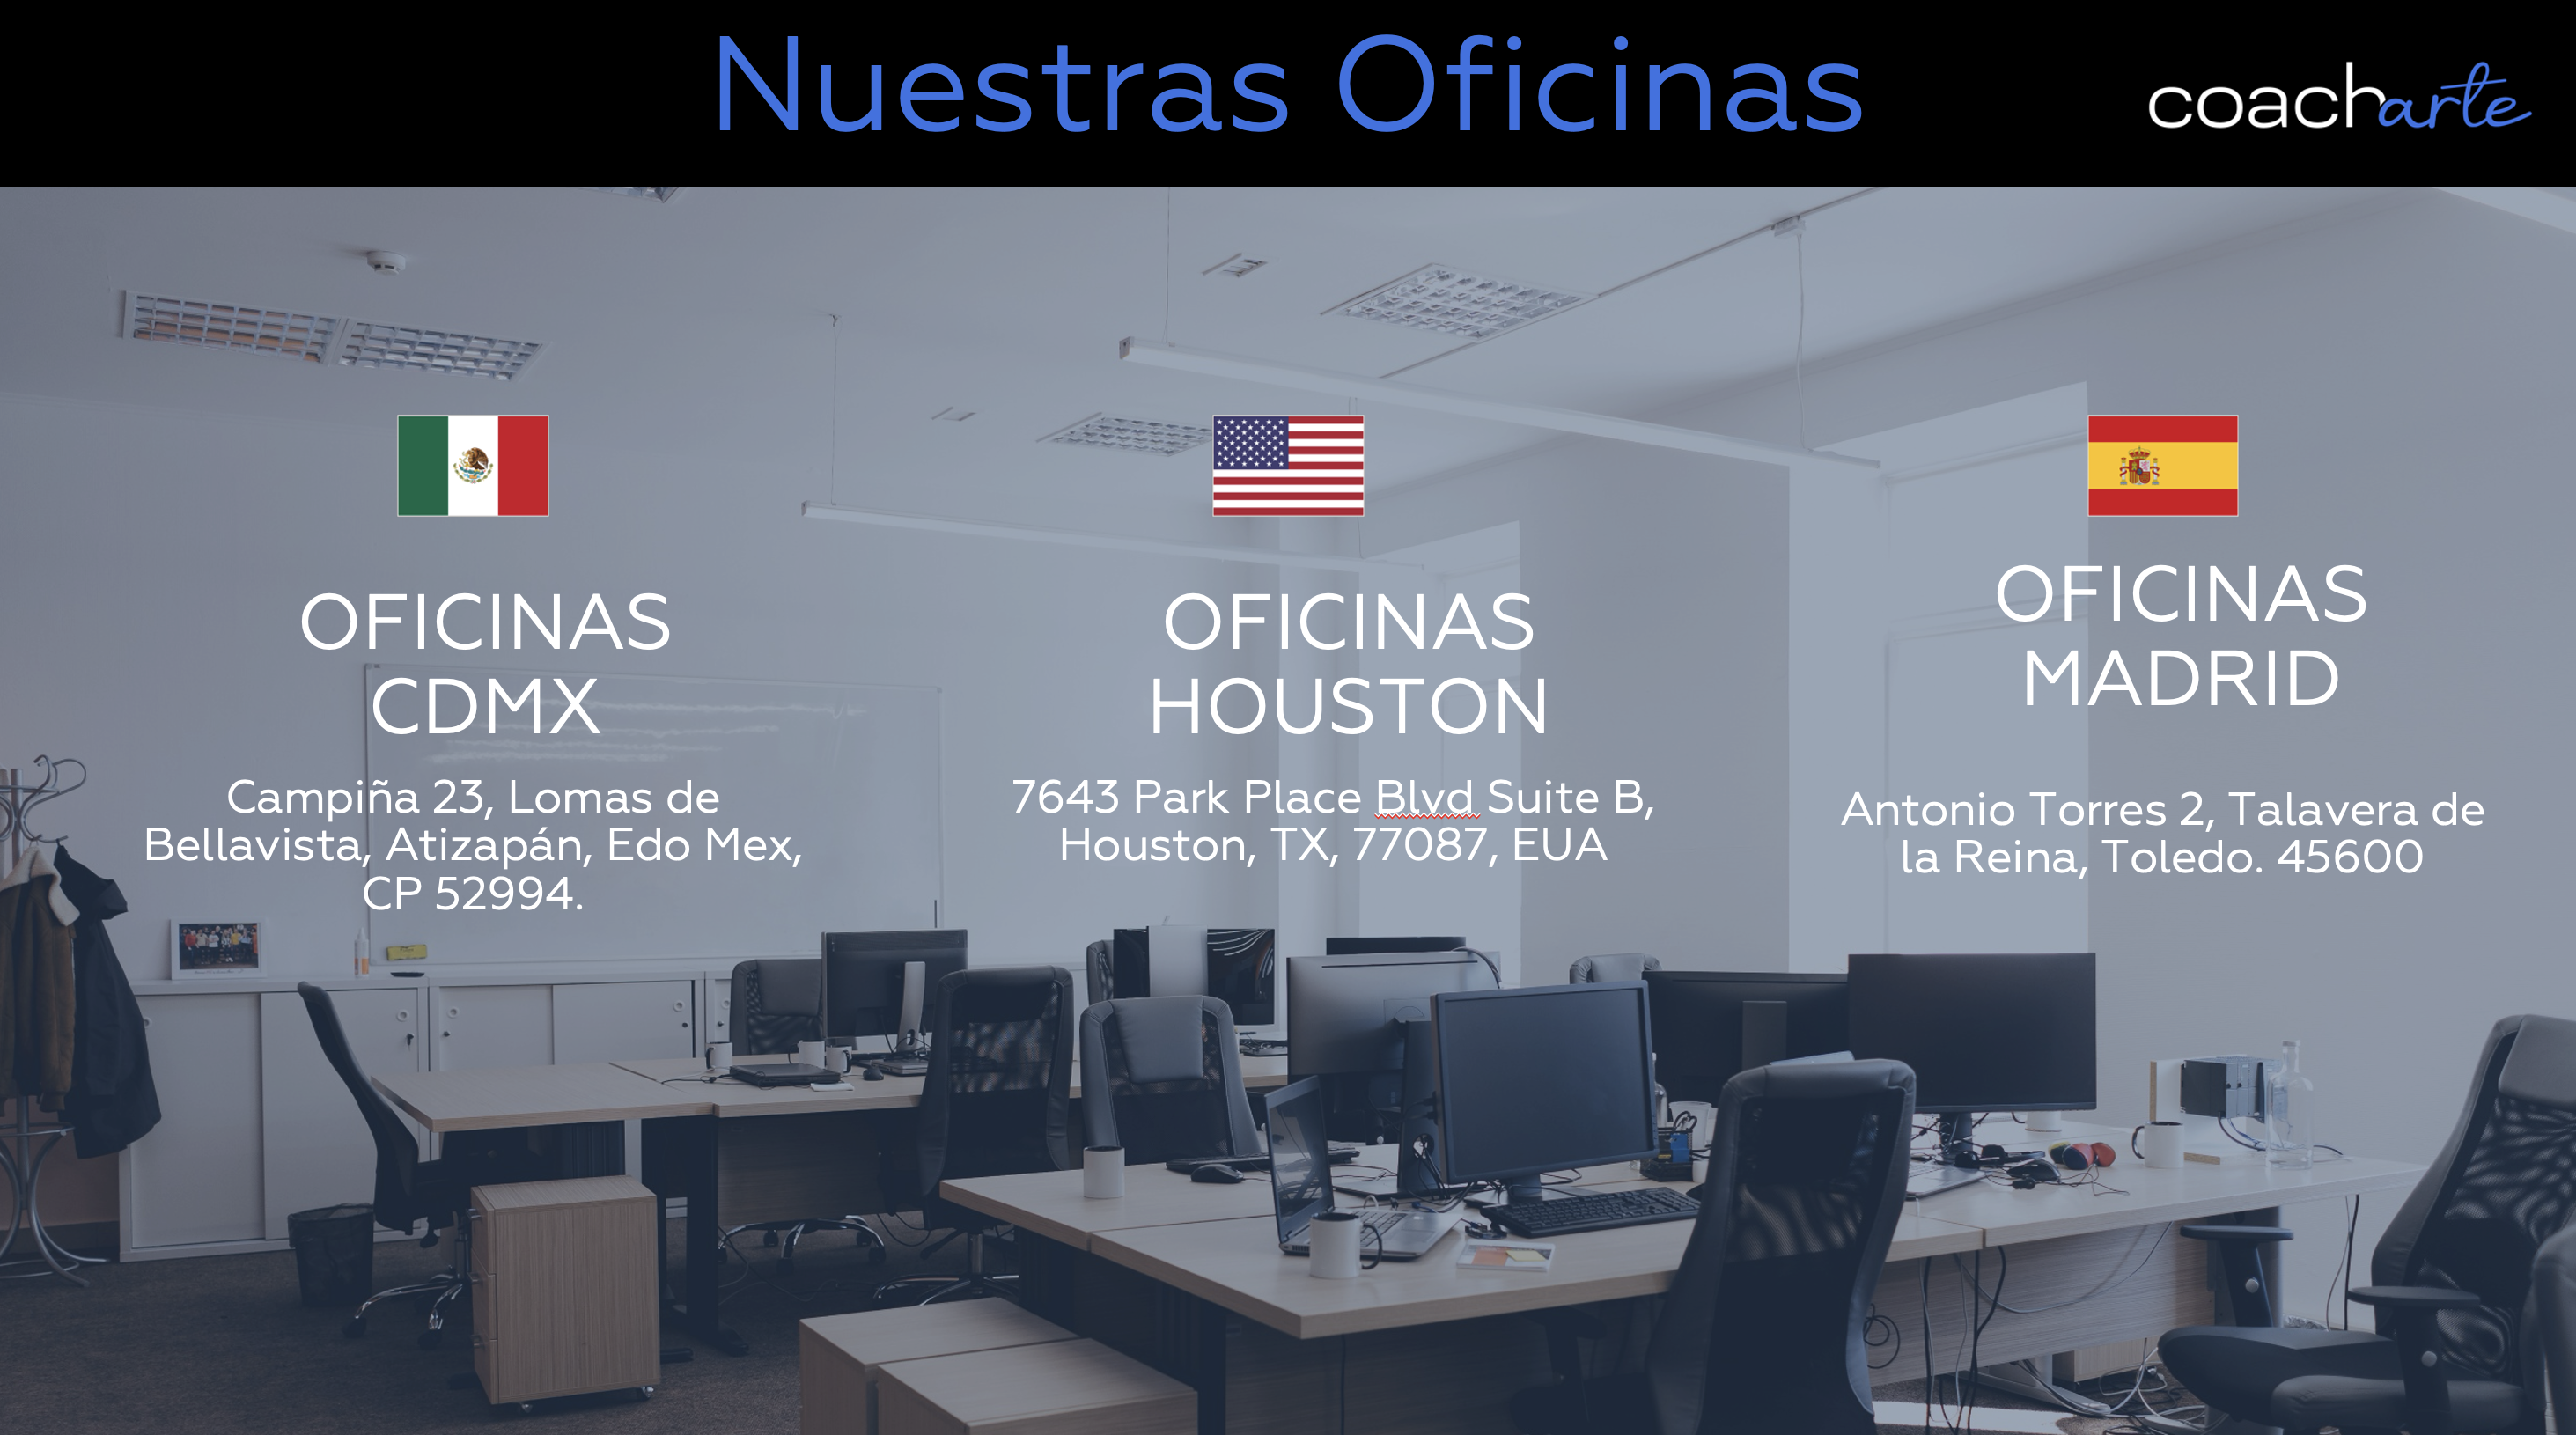 Nuestras Oficinas
coacharte
OFICINAS
CDMX
Campiña 23, Lomas de
Bellavista, Atizapán, Edo Mex,
CP 52994.
OFICINAS
HOUSTON
7643 Park Place Blvd Suite B,
Houston, TX, 77087, EUA
OFICINAS
MADRID
Antonio Torres 2, Talavera de
la Reina, Toledo. 45600